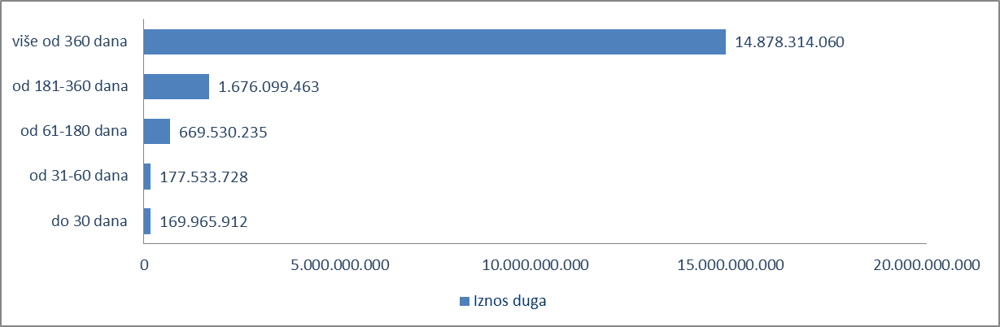 više od 360 dana 14.878.314.060
od 181-360 dana 1.676.099.463
od 61-180 dana 669.530.235
od 31-60 dana 177.533.728
do 30 dana 169.965.912
0 5.000.000.000 10.000.000.000 15.000.000.000 20.000.000.000
Iznos duga